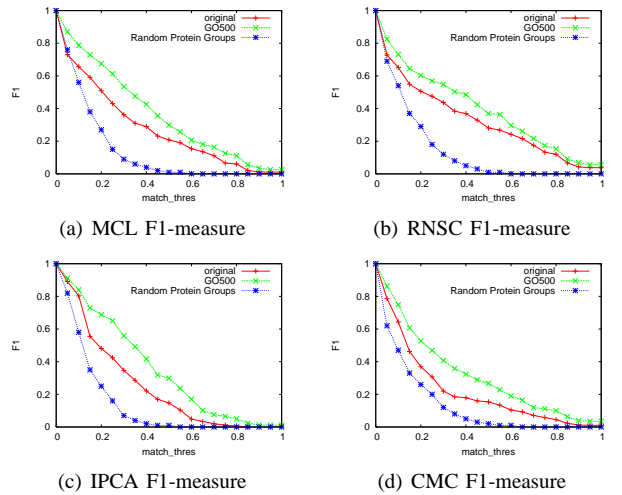 original
GO500
Random Protein Groups
F1
1
0.8
0.6
0.4
0.2
0
0 0.2 0.4 0.6 0.8 1
match_thres
(a) MCL F1-measure
original
GO500
Random Protein Groups
F1
1
0.8
0.6
0.4
0.2
0
0 0.2 0.4 0.6 0.8 1
match_thres
(b) RNSC F1-measure
original
GO500
Random Protein Groups
F1
1
0.8
0.6
0.4
0.2
0
0 0.2 0.4 0.6 0.8 1
match_thres
(c) IPCA F1-measure
original
GO500
Random Protein Groups
F1
1
0.8
0.6
0.4
0.2
0
0 0.2 0.4 0.6 0.8 1
match_thres
(d) CMC F1-measure